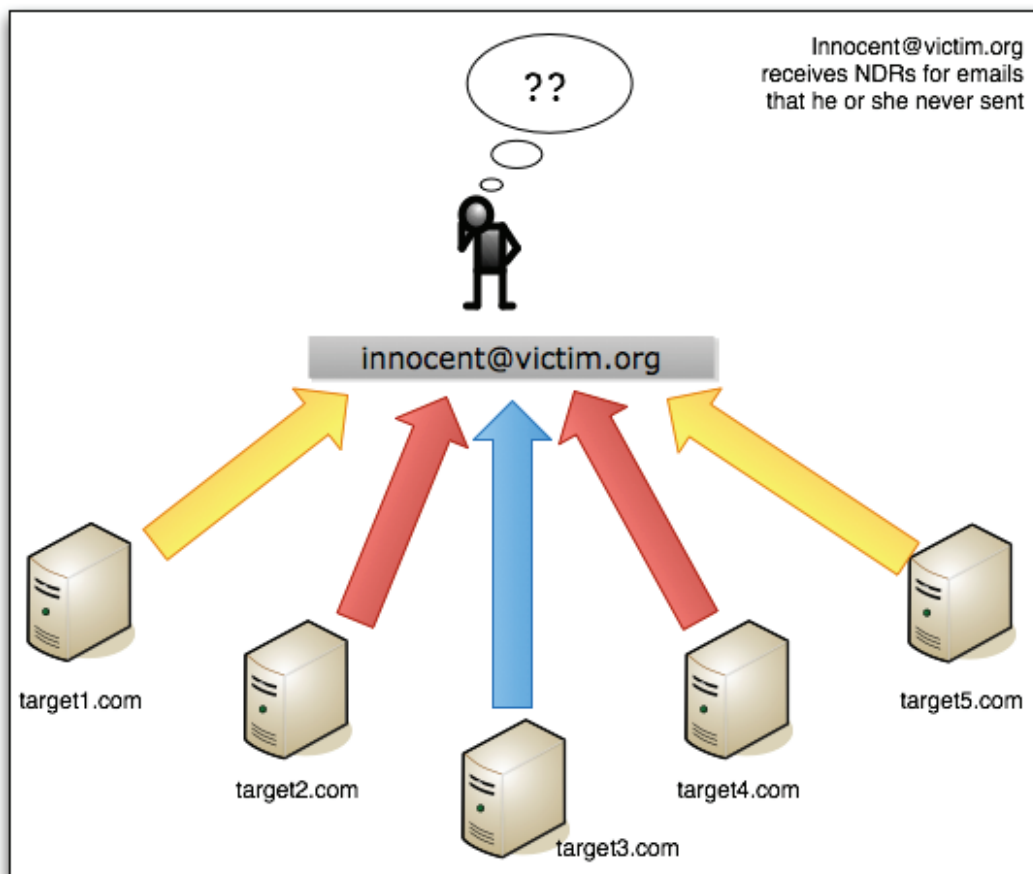 Innocent@victim.org
receives NDRs for emails
that he or she never sent
??
innocent@victim.org
target1.com
target5.com
target2.com
target4.com
target3.com